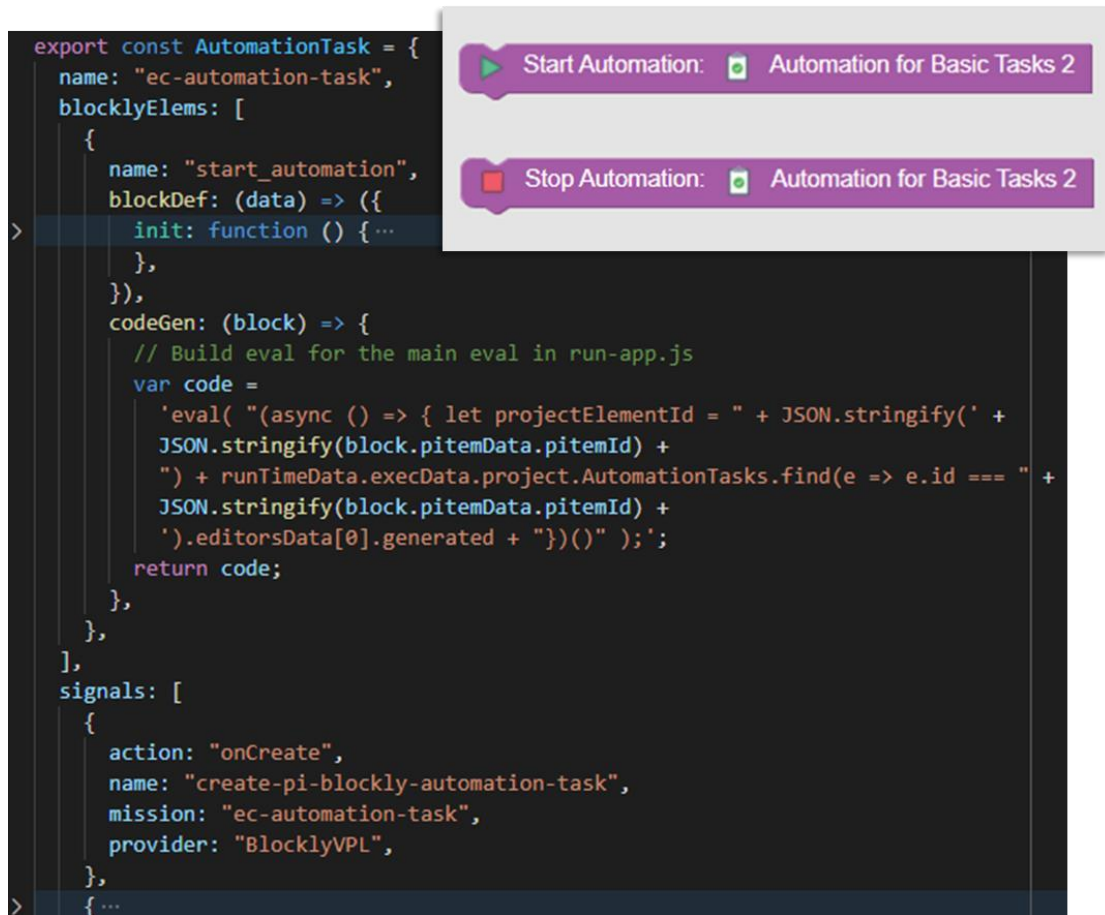 export const AutomationTask = {
name: "ec-automation-task",
blocklyElems: [
{
name: "start_automation",
blockDef: (data) => ({
init: function () { ···
},
}),
codeGen: (block) => {
// Build eval for the main eval in run-app.js
var code =
'eval( "(async () => { let projectElementId = " + JSON.stringify(' +
JSON.stringify(block.pitemData.pitemId) +
") + runTimeData.execData.project.AutomationTasks.find(e => e.id === " +
JSON.stringify(block.pitemData.pitemId) +
').editorsData[0].generated + "})()" );';
return code;
},
},
],
signals: [
{
action: "onCreate",
name: "create-pi-blockly-automation-task",
mission: "ec-automation-task",
provider: "BlocklyVPL",
},
{ ···
Start Automation: Automation for Basic Tasks 2
Stop Automation: Automation for Basic Tasks 2